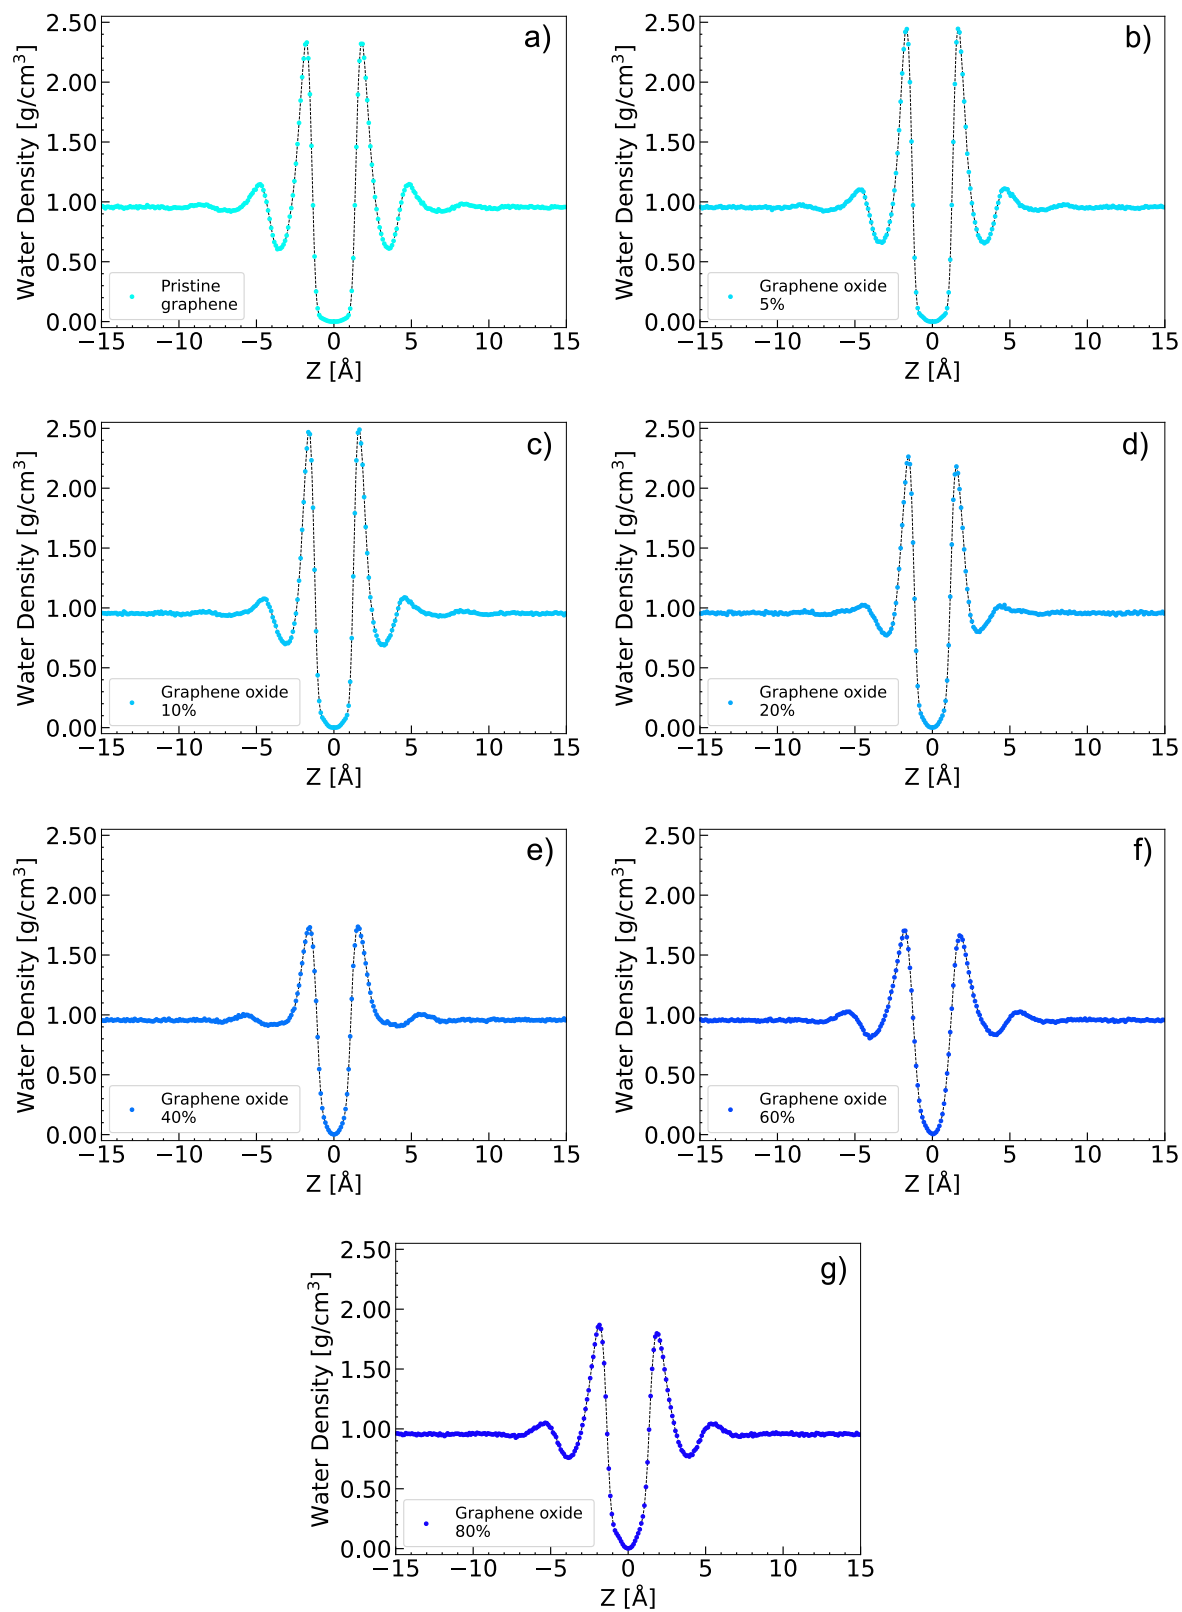 a)
Water Density [g/cm³]
2.50
2.00
1.50
1.00
0.50
0.00
Pristine
graphene
−15 −10 −5 0 5 10 15
Z [Å]
b)
Water Density [g/cm³]
2.50
2.00
1.50
1.00
0.50
0.00
Graphene oxide
5%
−15 −10 −5 0 5 10 15
Z [Å]
c)
Water Density [g/cm³]
2.50
2.00
1.50
1.00
0.50
0.00
Graphene oxide
10%
−15 −10 −5 0 5 10 15
Z [Å]
d)
Water Density [g/cm³]
2.50
2.00
1.50
1.00
0.50
0.00
Graphene oxide
20%
−15 −10 −5 0 5 10 15
Z [Å]
e)
Water Density [g/cm³]
2.50
2.00
1.50
1.00
0.50
0.00
Graphene oxide
40%
−15 −10 −5 0 5 10 15
Z [Å]
f)
Water Density [g/cm³]
2.50
2.00
1.50
1.00
0.50
0.00
Graphene oxide
60%
−15 −10 −5 0 5 10 15
Z [Å]
g)
Water Density [g/cm³]
2.50
2.00
1.50
1.00
0.50
0.00
Graphene oxide
80%
−15 −10 −5 0 5 10 15
Z [Å]